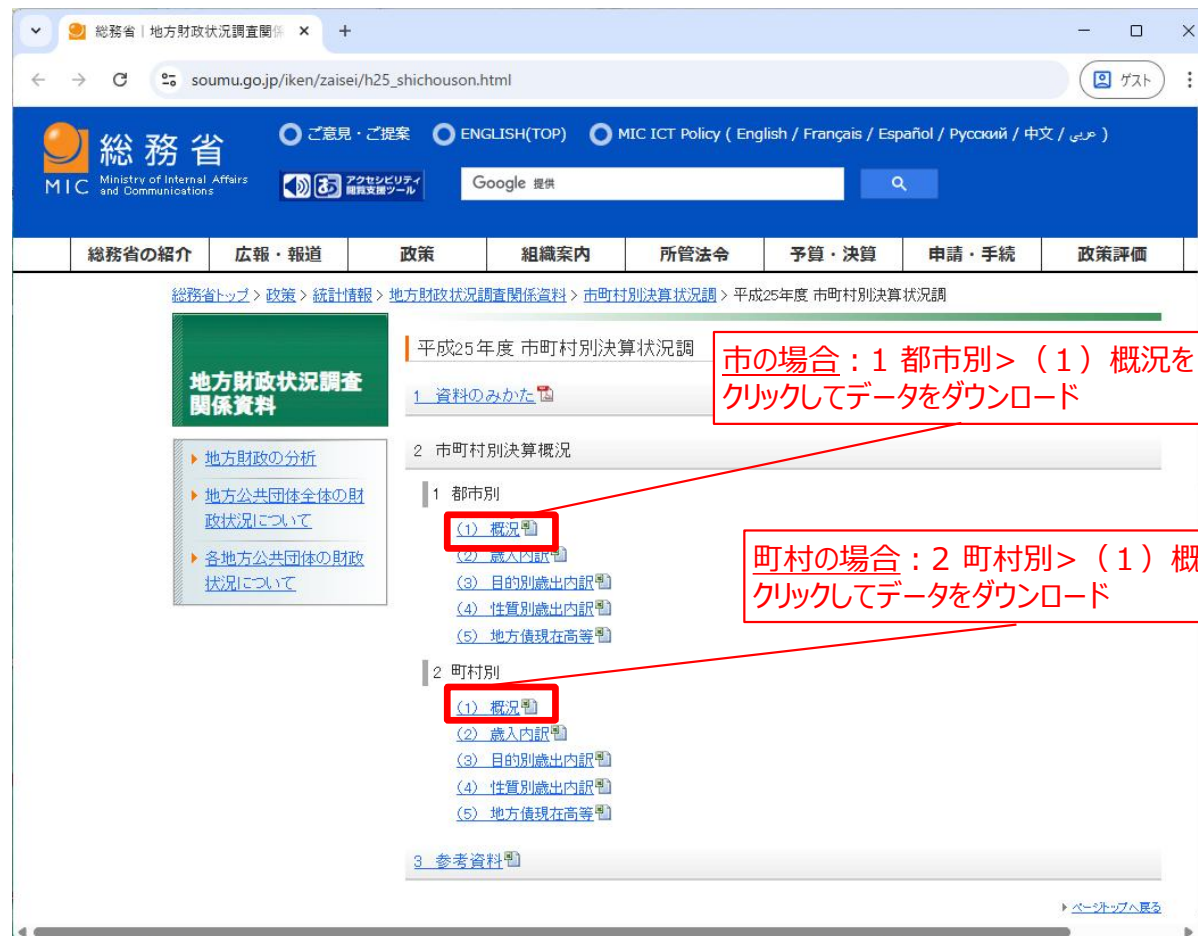 総務省 | 地方財政状況調査関係
soumu.go.jp/iken/zaisei/h25_shichouson.html
ゲスト
総務省
MIC Ministry of Internal Affairs
and Communications
ご意見・ご提案 ENGLISH(TOP) MIC ICT Policy ( English / Français / Español / Русский / 中文 / عربي )
あ アクセシビリティ
閲覧支援ツール
Google 提供
総務省の紹介 広報・報道 政策 組織案内 所管法令 予算・決算 申請・手続 政策評価
総務省トップ > 政策 > 統計情報 > 地方財政状況調査関係資料 > 市町村別決算状況調 > 平成25年度 市町村別決算状況調
地方財政状況調査
関係資料
地方財政の分析
地方公共団体全体の財
政状況について
各地方公共団体の財政
状況について
平成25年度 市町村別決算状況調
1 資料のみかた
市の場合：1 都市別>（1）概況を
クリックしてデータをダウンロード
2 市町村別決算概況
1 都市別
(1) 概況
(2) 歳入内訳
(3) 目的別歳出内訳
(4) 性質別歳出内訳
(5) 地方債現在高等
町村の場合：2 町村別>（1）概
クリックしてデータをダウンロード
2 町村別
(1) 概況
(2) 歳入内訳
(3) 目的別歳出内訳
(4) 性質別歳出内訳
(5) 地方債現在高等
3 参考資料
ページトップへ戻る